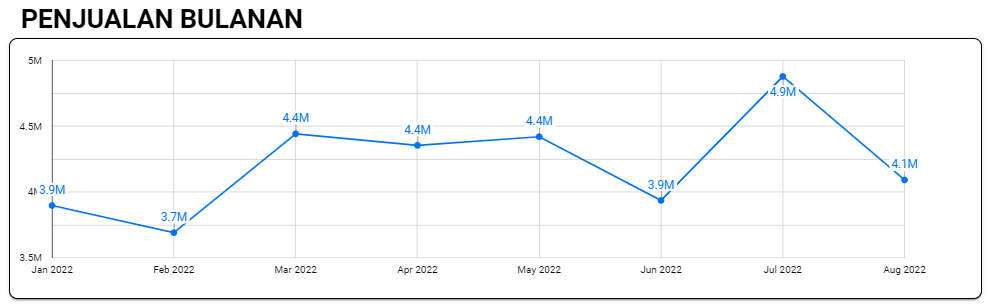 PENJUALAN BULANAN
5M
4.9M
4.5M
4.4M
4.4M
4.4M
4.1M
4M
3.9M
3.7M
3.9M
3.5M
Jan 2022 Feb 2022 Mar 2022 Apr 2022 May 2022 Jun 2022 Jul 2022 Aug 2022